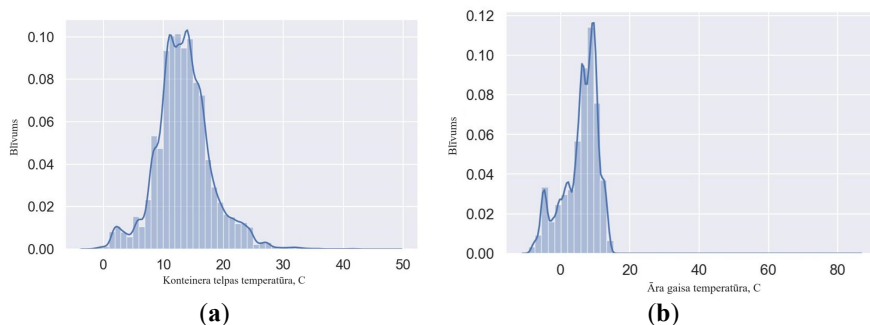 0.10
0.08
0.06
0.04
0.02
0.00
Blīvums
0 10 20 30 40 50
Konteinera telpas temperatūra, C
(a)
0.12
0.10
0.08
0.06
0.04
0.02
0.00
Blīvums
0 20 40 60 80
Āra gaisa temperatūra, C
(b)